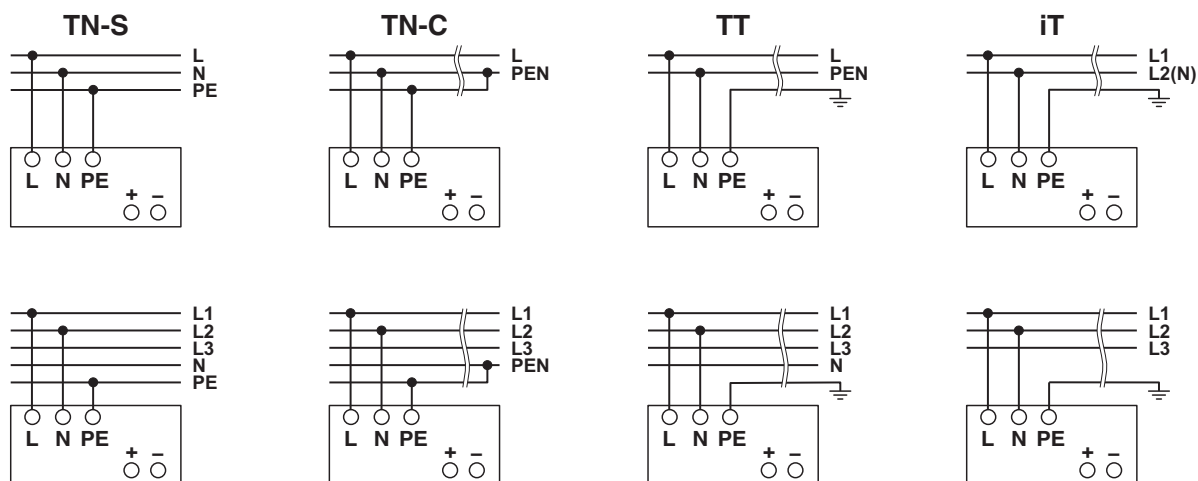 TN-S
TN-C
TT
iT
L
N
PE
L
PEN
L
PEN
L1
L2(N)
L N PE
+ –
L N PE
+ –
L N PE
+ –
L N PE
+ –
L1
L2
L3
N
PE
L1
L2
L3
PEN
L1
L2
L3
N
L1
L2
L3
L N PE
+ –
L N PE
+ –
L N PE
+ –
L N PE
+ –